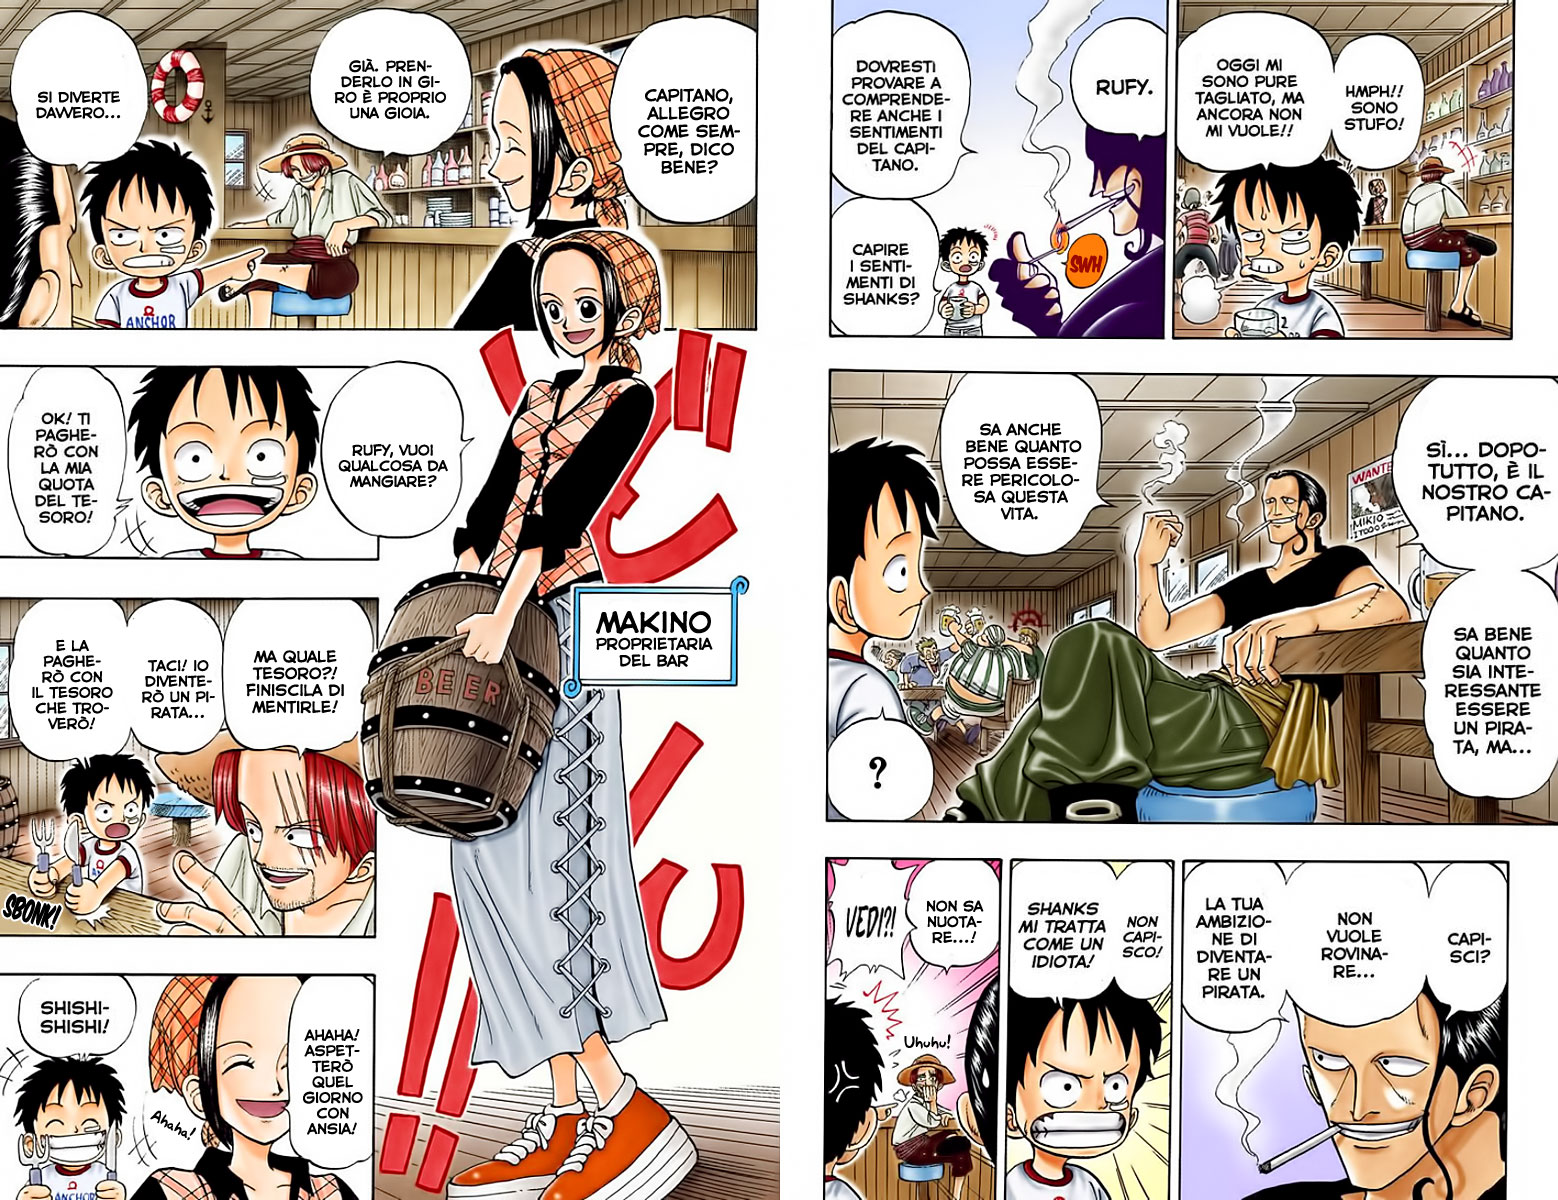 HMPH!!
SONO
STUFO!
OGGI MI
SONO PURE
TAGLIATO, MA
ANCORA NON
MI VUOLE!!
RUFY.
DOVRESTI
PROVARE A
COMPRENDE-
RE ANCHE I
SENTIMENTI
DEL CAPI-
TANO.
SWH
CAPIRE
I SENTI-
MENTI DI
SHANKS?
SÌ... DOPO-
TUTTO, È IL
NOSTRO CA-
PITANO.
WANTE
MIKIO
SA BENE
QUANTO
SIA INTE-
RESSANTE
ESSERE
UN PIRA-
TA, MA...
SA ANCHE
BENE QUANTO
POSSA ESSE-
RE PERICOLO-
SA QUESTA
VITA.
?
CAPI-
SCI?
NON
VUOLE
ROVINA-
RE...
LA TUA
AMBIZIO-
NE DI
DIVENTA-
RE UN
PIRATA.
NON
CAPI-
SCO!
SHANKS
MI TRATTA
COME UN
IDIOTA!
NON SA
NUOTA-
RE...!
VEDI?!
Uhuhu!
CAPITANO,
ALLEGRO
COME SEM-
PRE, DICO
BENE?
GIÀ. PREN-
DERLO IN GI-
RO È PROPRIO
UNA GIOIA.
SI DIVERTE
DAVVERO...
ANCHOR
MAKINO
PROPRIETARIA
DEL BAR
BEER
RUFY, VUOI
QUALCOSA DA
MANGIARE?
OK! TI
PAGHE-
RÒ CON
LA MIA
QUOTA
DEL TE-
SORO!
MA QUALE
TESORO?!
FINISCILA DI
MENTIRLE!
TACI! IO
DIVENTE-
RÒ UN PI-
RATA...
E LA
PAGHE-
RÒ CON
IL TESORO
CHE TRO-
VERÒ!
SBONK!
AHAHA!
ASPET-
TERÒ
QUEL
GIORNO
CON
ANSIA!
Ahaha!
SHISHI-
SHISHI!
ANCHOR